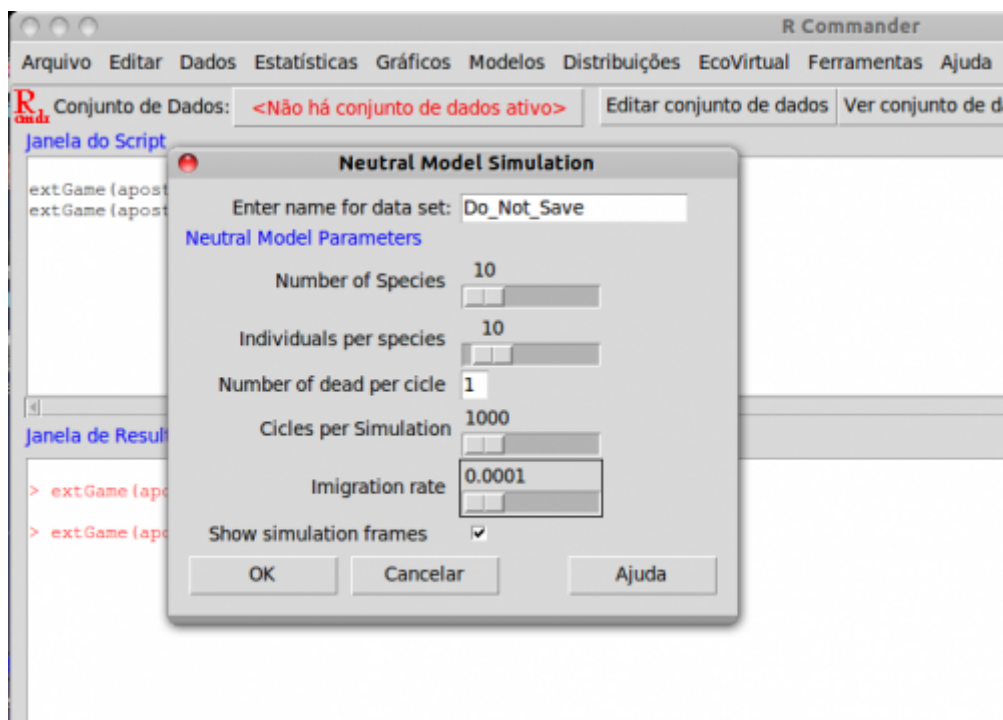 R Commander
Arquivo Editar Dados Estatísticas Gráficos Modelos Distribuições EcoVirtual Ferramentas Ajuda
R cmdr Conjunto de Dados: <Não há conjunto de dados ativo> Editar conjunto de dados Ver conjunto de d
Janela do Script
extGame(apost
extGame(apost
Neutral Model Simulation
Enter name for data set: Do_Not_Save
Neutral Model Parameters
Number of Species 10
Individuals per species 10
Number of dead per cicle 1
Cicles per Simulation 1000
Imigration rate 0.0001
Show simulation frames
OK Cancelar Ajuda
Janela de Result
> extGame(apo
> extGame(apo